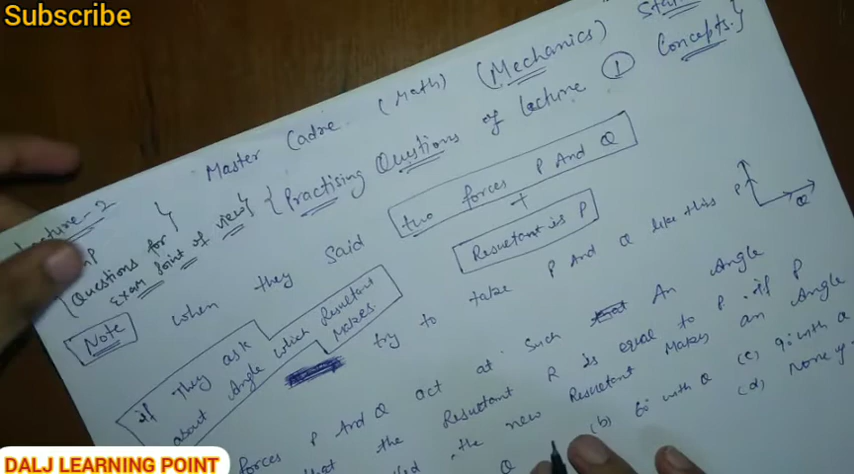 Subscribe
Master Cadre (Math) (Mechanics)
Lecture-2 {Practising Questions of lecture 1 Concepts.}
{Questions for
Exam point of view}
Note when they said two forces P And Q
+
Resultant is P
if They ask about Angle which Resultant Makes
try to take P And Q like this P
Q
forces P And Q act at such An Angle
that the Resultant R is equal to P. if P
the new Resultant Makes an Angle
Q (b) 60 with Q (c) 90 with Q
(d) None of
DALJ LEARNING POINT